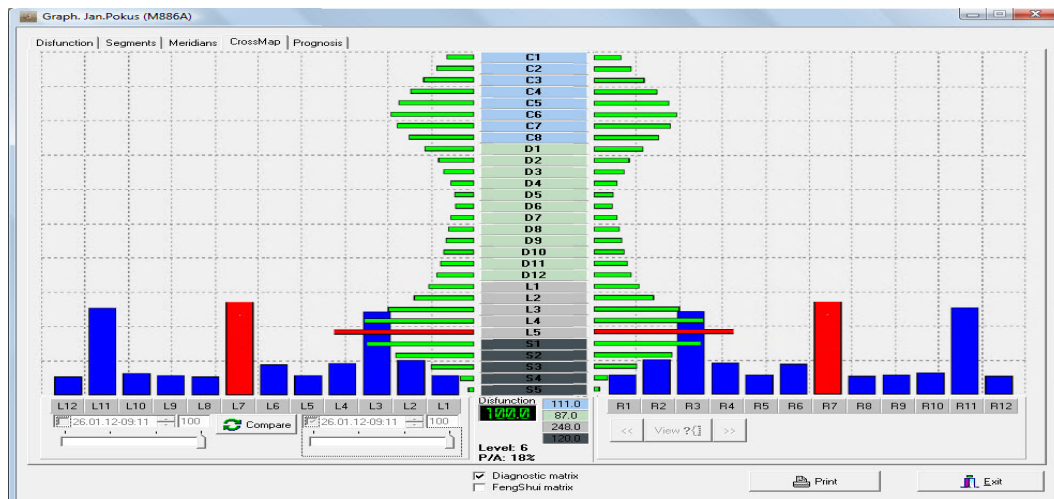 Graph. Jan.Pokus (M886A)
Disfunction Segments Meridians CrossMap Prognosis
C1
C2
C3
C4
C5
C6
C7
C8
D1
D2
D3
D4
D5
D6
D7
D8
D9
D10
D11
D12
L1
L2
L3
L4
L5
S1
S2
S3
S4
S5
L12 L11 L10 L9 L8 L7 L6 L5 L4 L3 L2 L1
R1 R2 R3 R4 R5 R6 R7 R8 R9 R10 R11 R12
26.01.12-09:11 100
Compare
26.01.12-09:11 100
Disfunction
100.0
111.0
87.0
248.0
120.0
Level: 6
P/A: 18%
<< View ?{} >>
Diagnostic matrix
FengShui matrix
Print
Exit